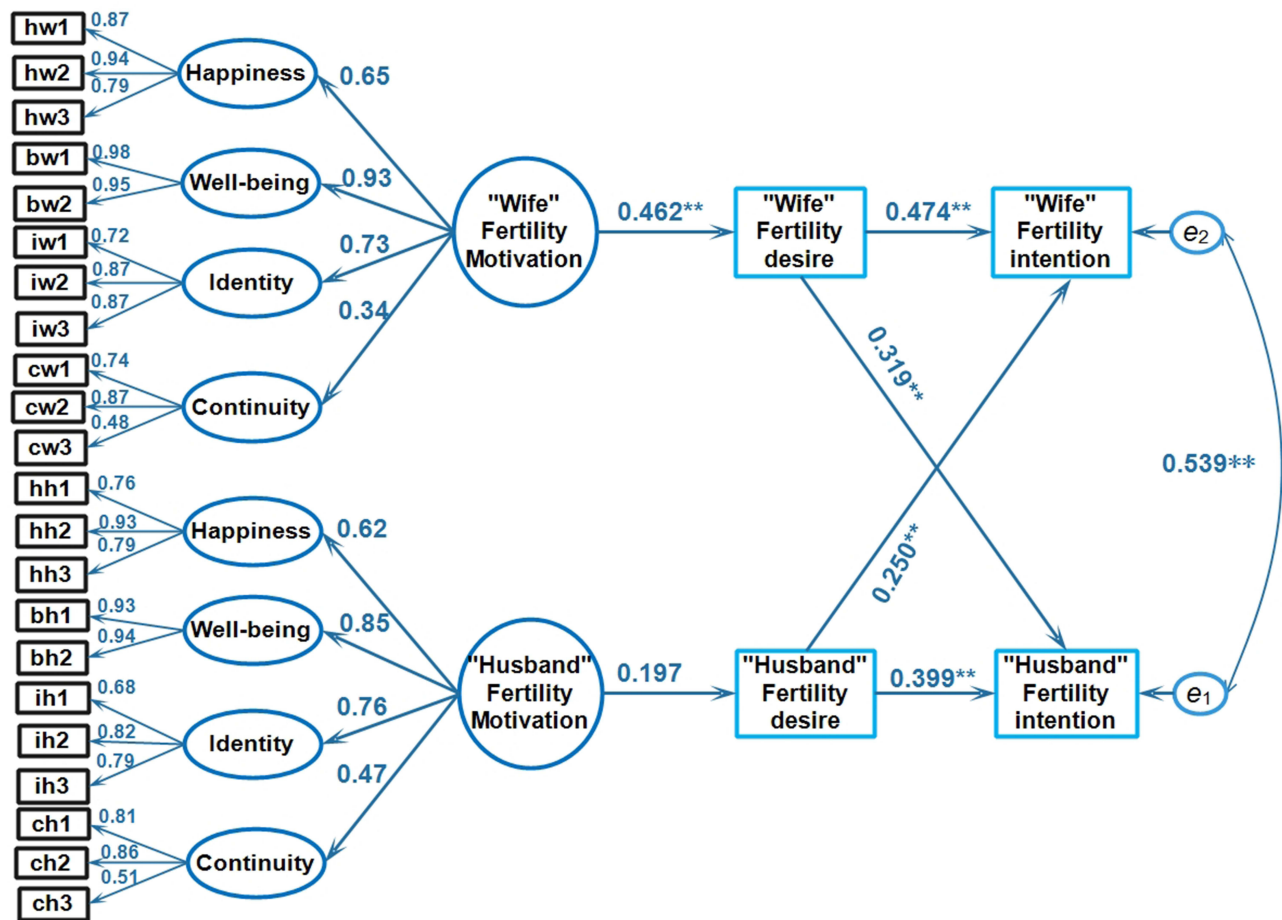 hw1
0.87
hw2
0.94
hw3
0.79
Happiness
0.65
bw1
0.98
bw2
0.95
Well-being
0.93
iw1
0.72
iw2
0.87
iw3
0.87
Identity
0.73
cw1
0.74
cw2
0.87
cw3
0.48
Continuity
0.34
"Wife"
Fertility
Motivation
0.462**
"Wife"
Fertility
desire
0.474**
"Wife"
Fertility
intention
e2
0.319**
0.250**
0.539**
hh1
0.76
hh2
0.93
hh3
0.79
Happiness
0.62
bh1
0.93
bh2
0.94
Well-being
0.85
ih1
0.68
ih2
0.82
ih3
0.79
Identity
0.76
ch1
0.81
ch2
0.86
ch3
0.51
Continuity
0.47
"Husband"
Fertility
Motivation
0.197
"Husband"
Fertility
desire
0.399**
"Husband"
Fertility
intention
e1